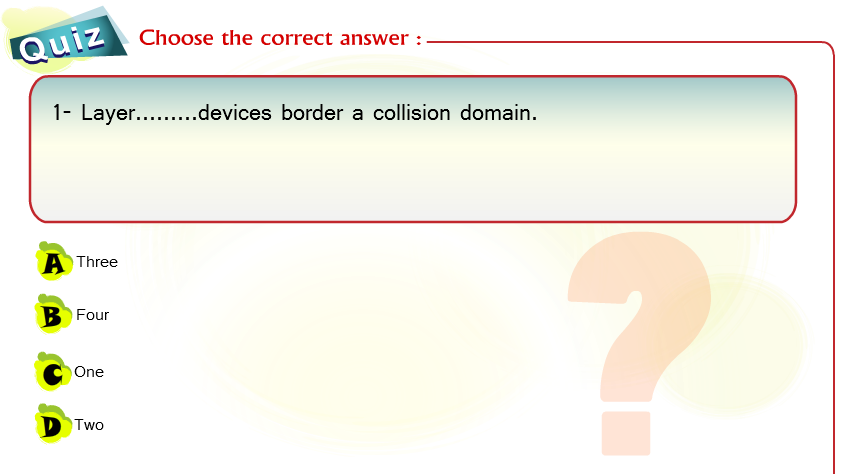 Quiz
Choose the correct answer :
1- Layer.........devices border a collision domain.
A Three
B Four
C One
D Two
?